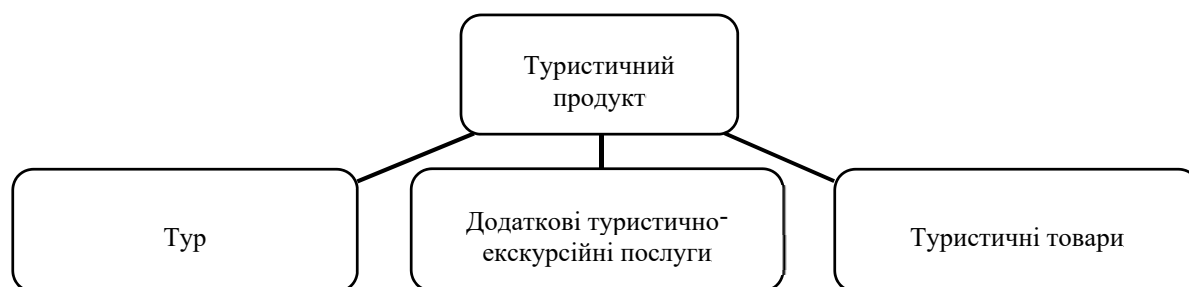 Туристичний
продукт
Тур
Додаткові туристично-
екскурсійні послуги
Туристичні товари